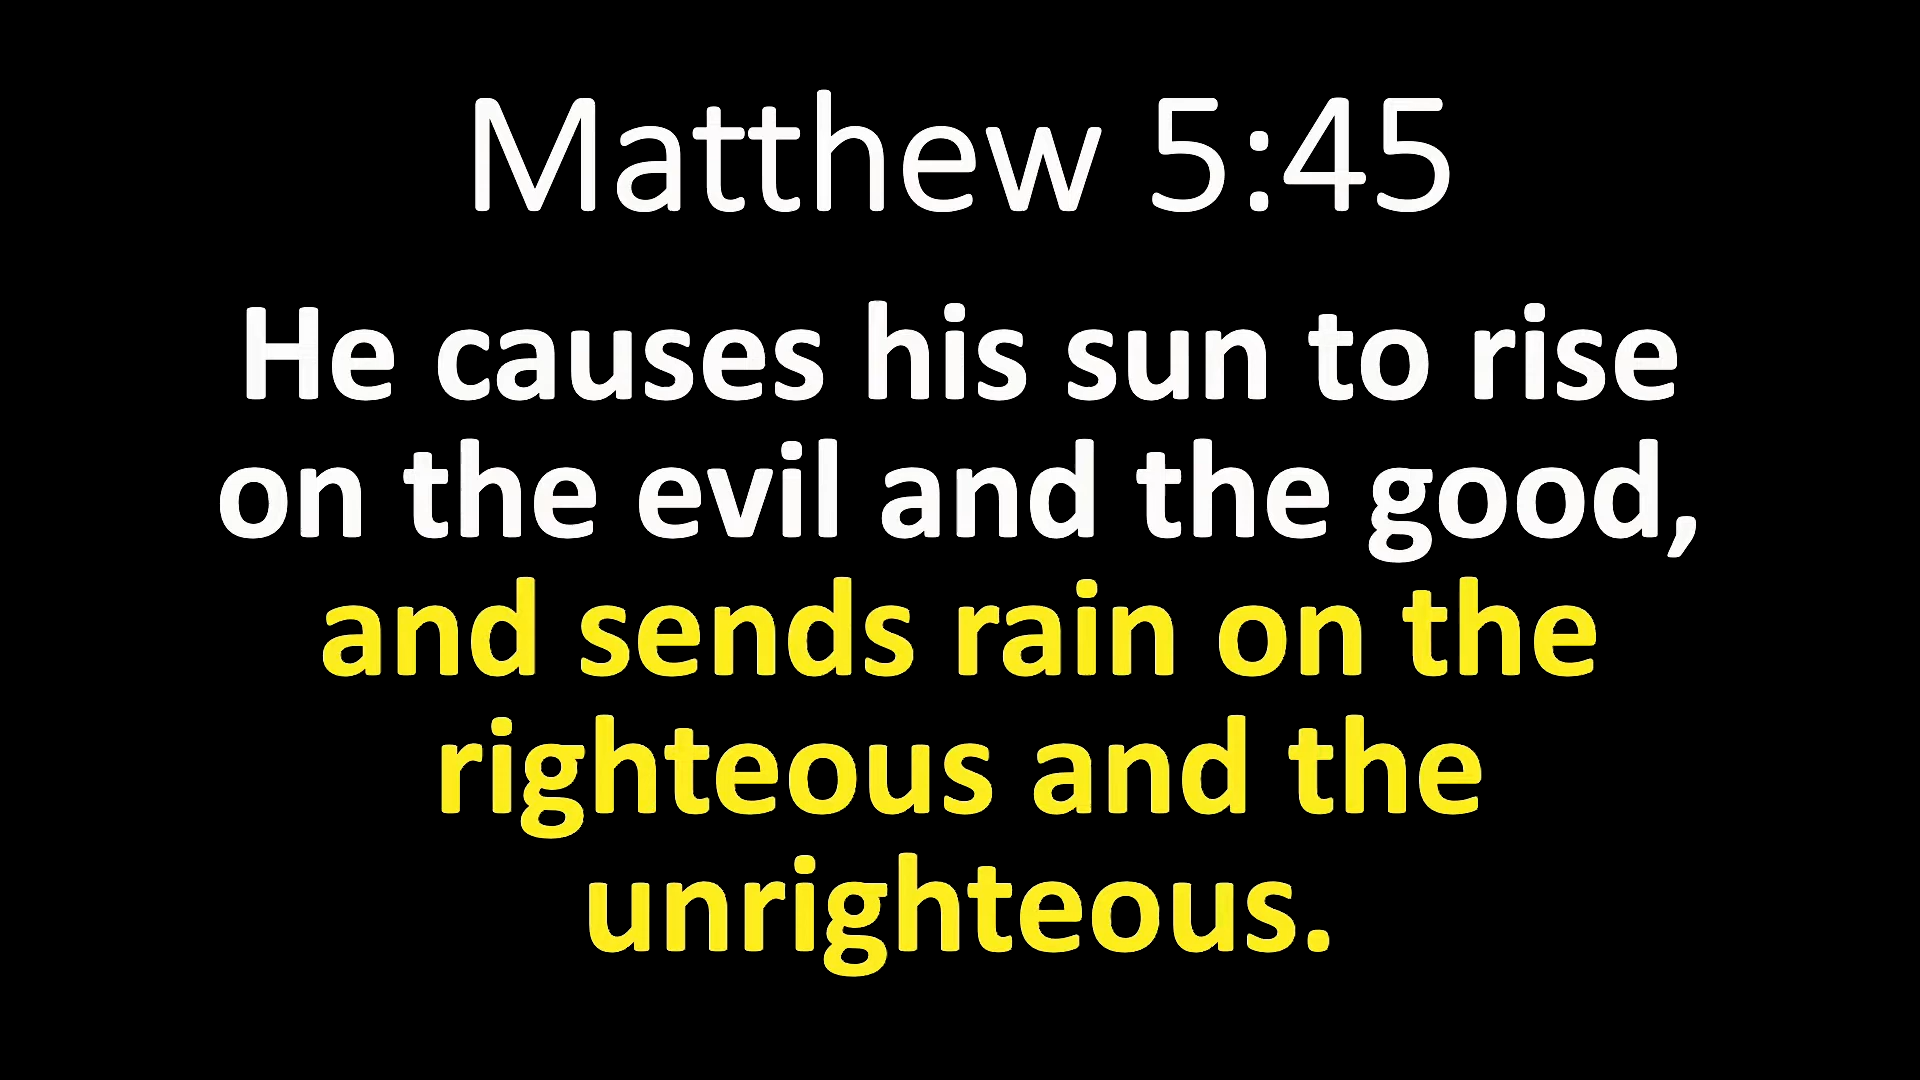 Matthew 5:45
He causes his sun to rise
on the evil and the good,
and sends rain on the
righteous and the
unrighteous.